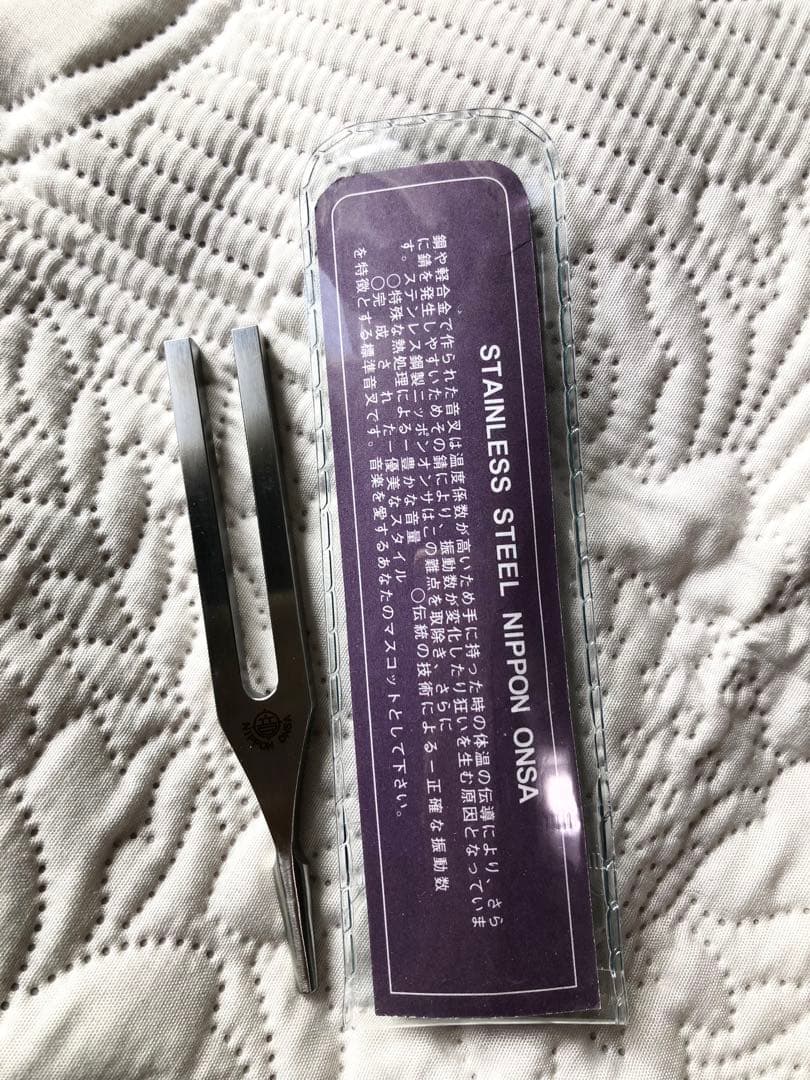 STAINLESS STEEL NIPPON ONSA
鋼や軽合金で作られた音叉は温度係数が高いため手に持った時の体温の伝導により、さら
に錆を発生しやすいためその錆により、振動数が変化したり狂いを生む原因となっていま
す。ステンレス鋼製ニッポンオンサはこの難点を取除き、さらに
〇特殊な熱処理による―豊かな音量 〇伝統の技術による―正確な振動数
〇完成された―優美なスタイル
を特徴とする標準音叉です。音楽を愛するあなたのマスコットとして下さい。
NIPPON
ONSA